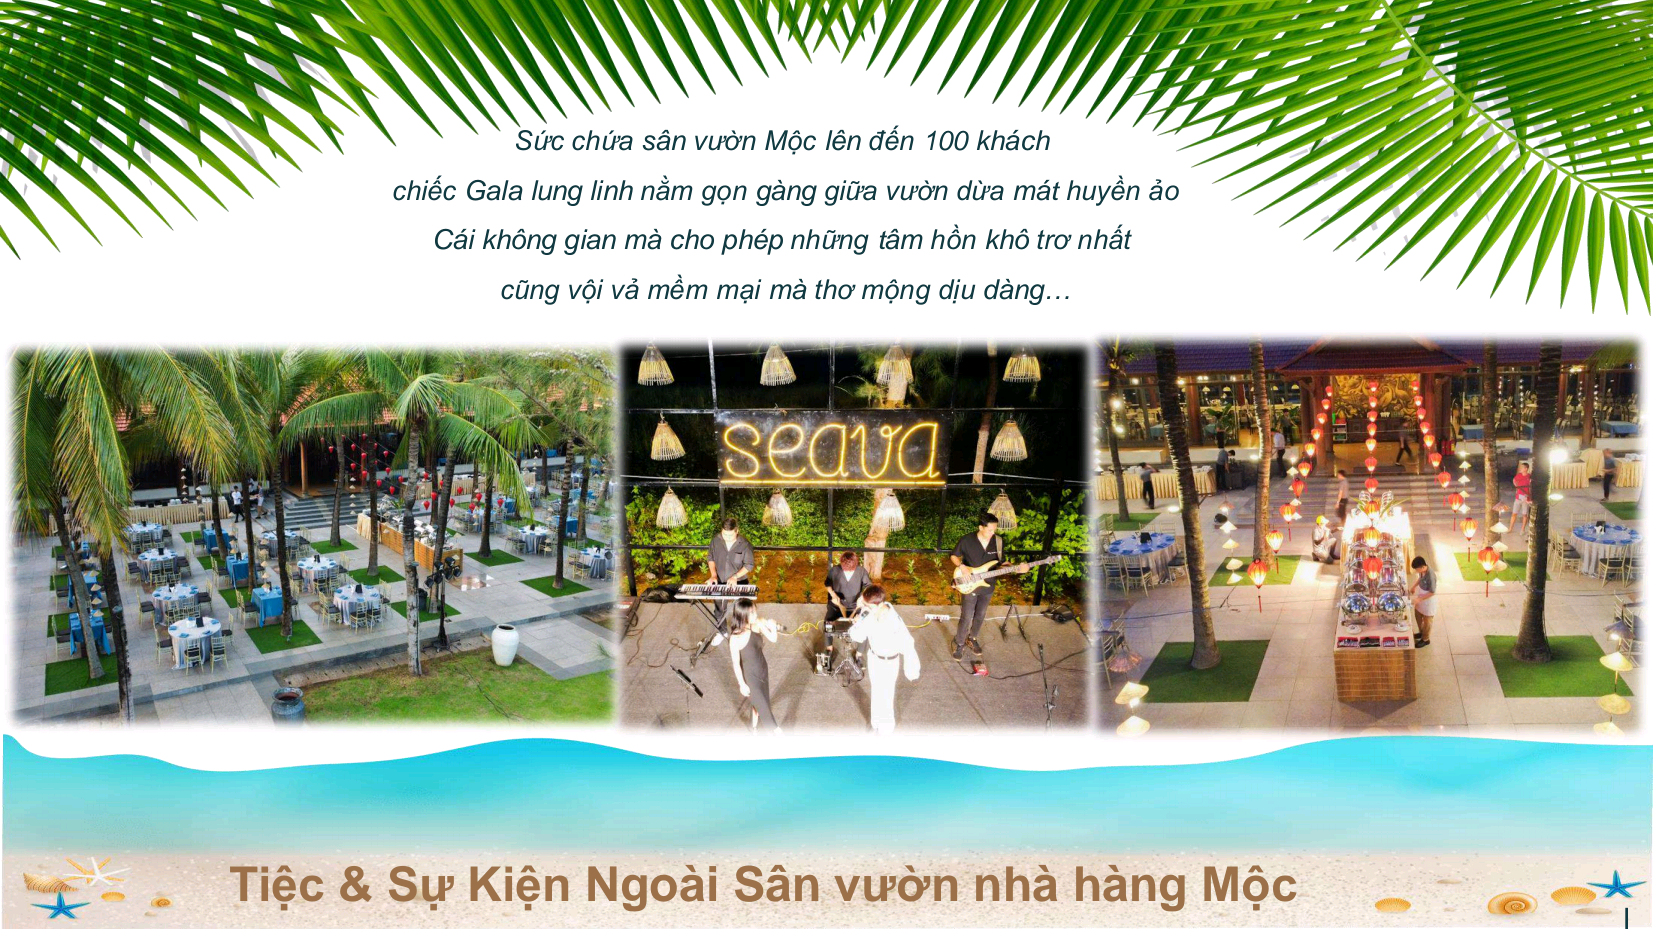 Sức chứa sân vườn Mộc lên đến 100 khách
chiếc Gala lung linh nằm gọn gàng giữa vườn dừa mát huyền ảo
Cái không gian mà cho phép những tâm hồn khô trơ nhất
cũng vội vả mềm mại mà thơ mộng dịu dàng…
seava
Tiệc & Sự Kiện Ngoài Sân vườn nhà hàng Mộc